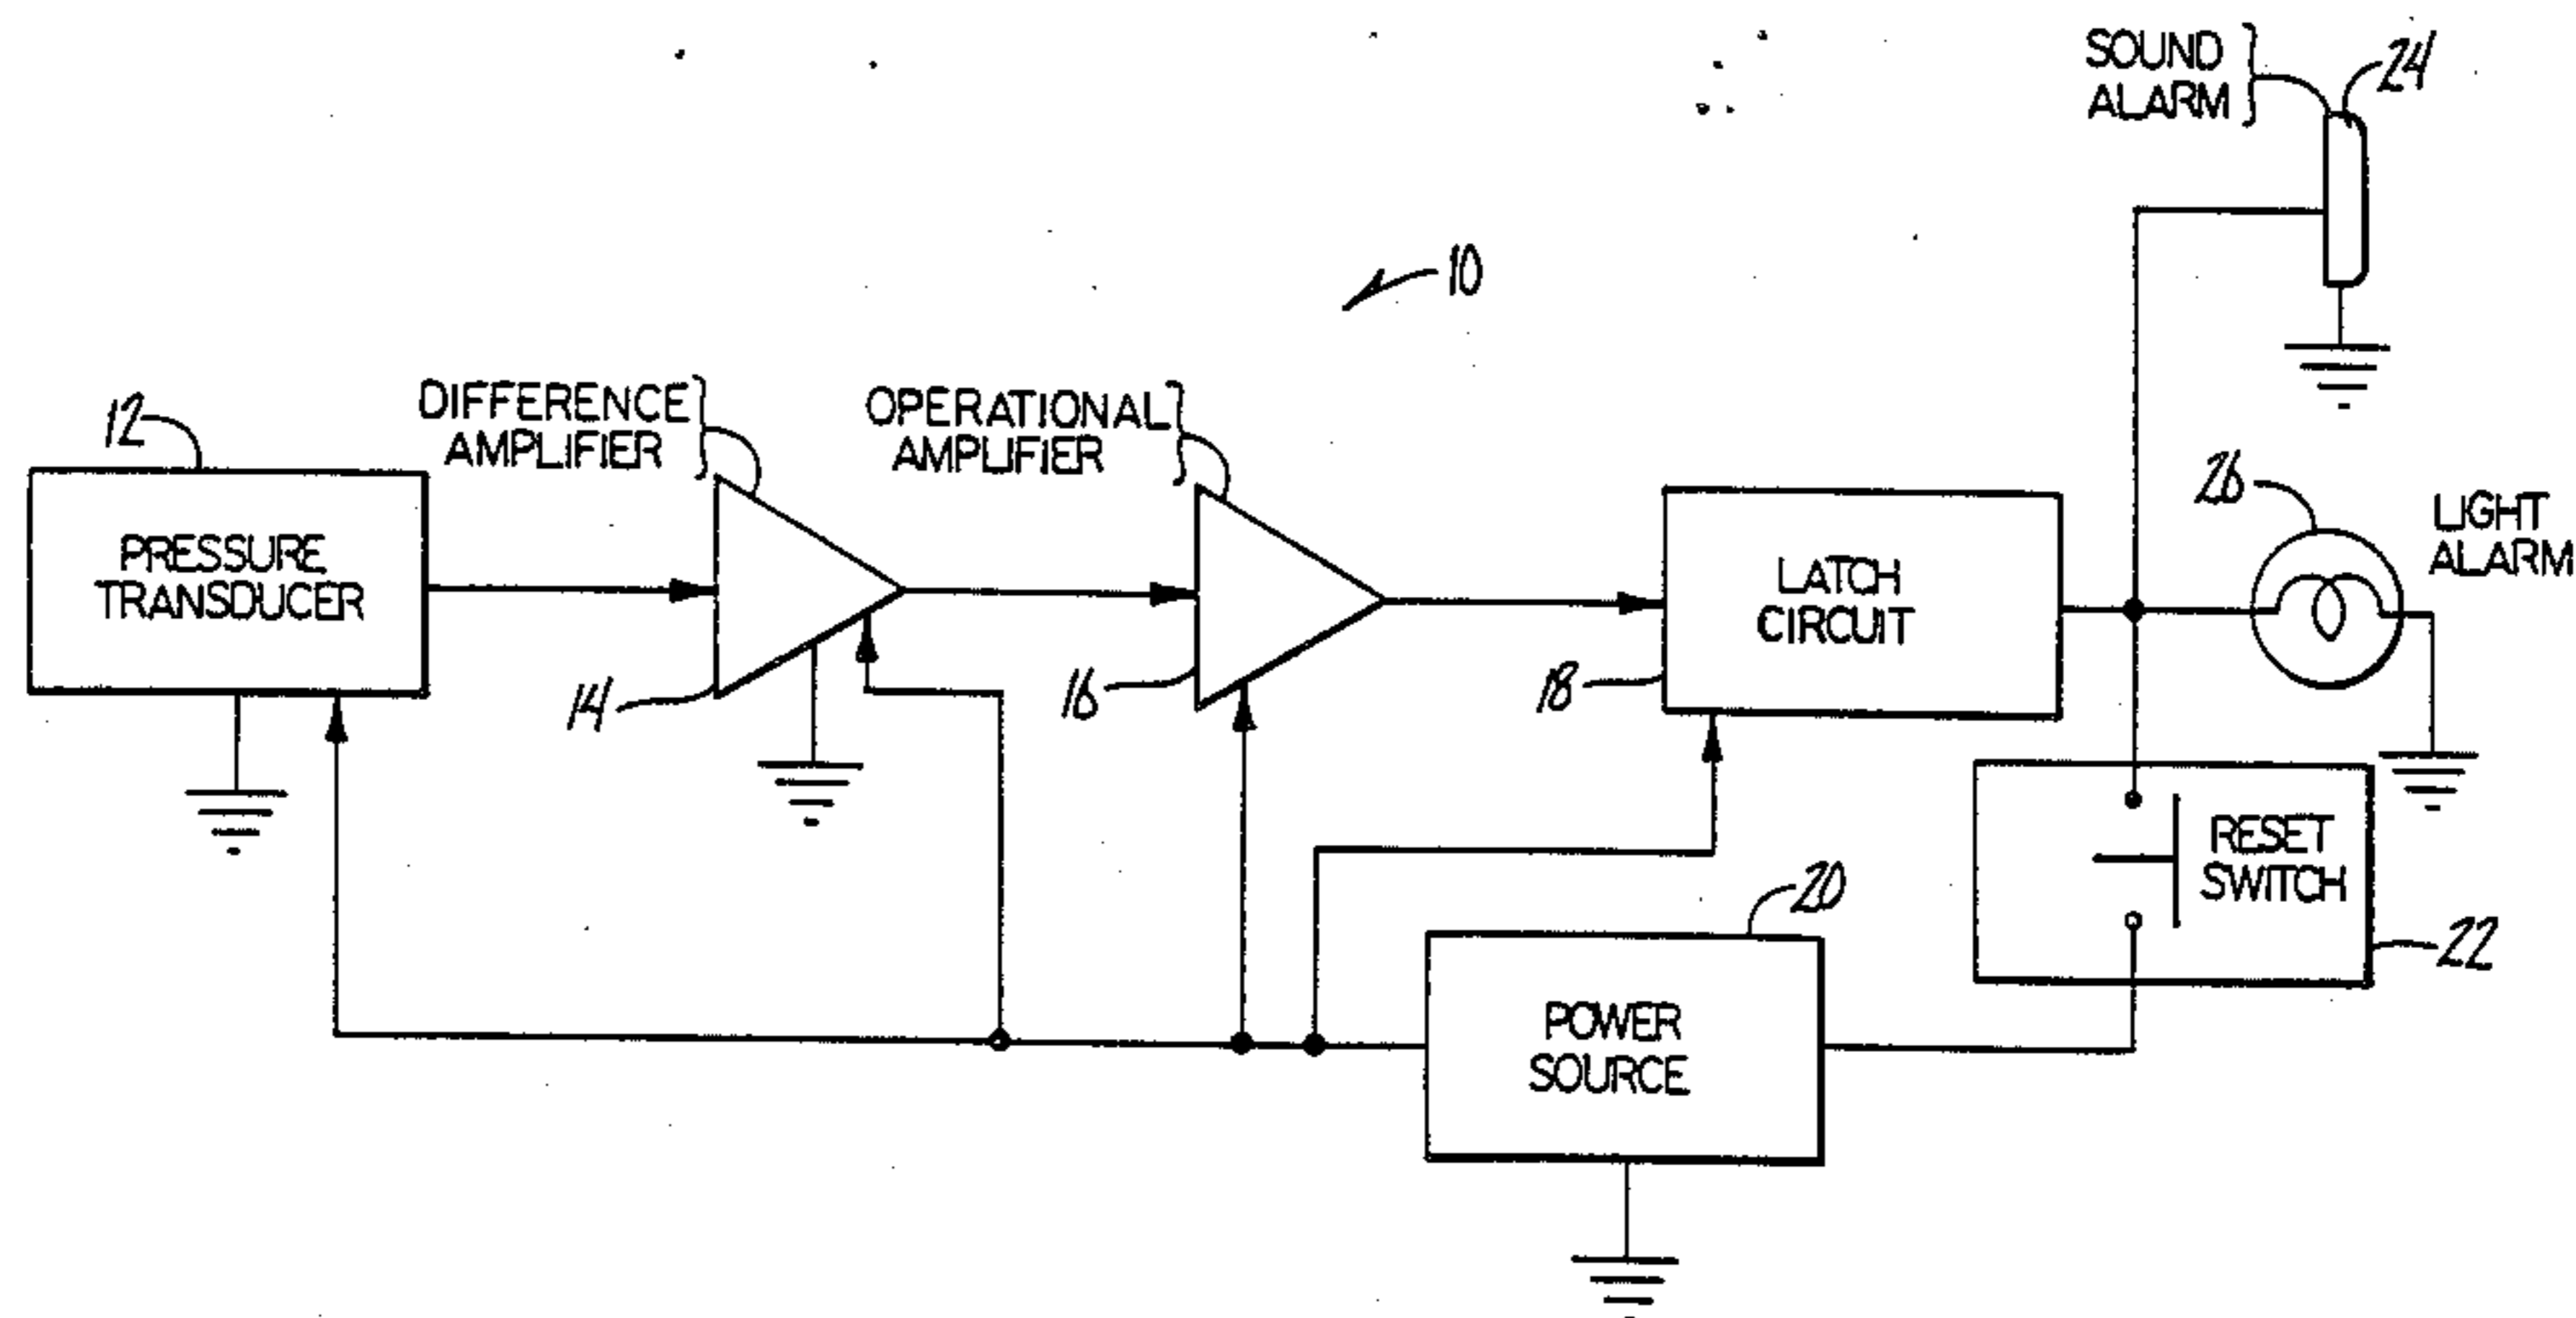 SOUND
ALARM
24
10
12
DIFFERENCE
AMPLIFIER
OPERATIONAL
AMPLIFIER
26
LIGHT
ALARM
PRESSURE
TRANSDUCER
LATCH
CIRCUIT
14
16
18
RESET
SWITCH
20
22
POWER
SOURCE